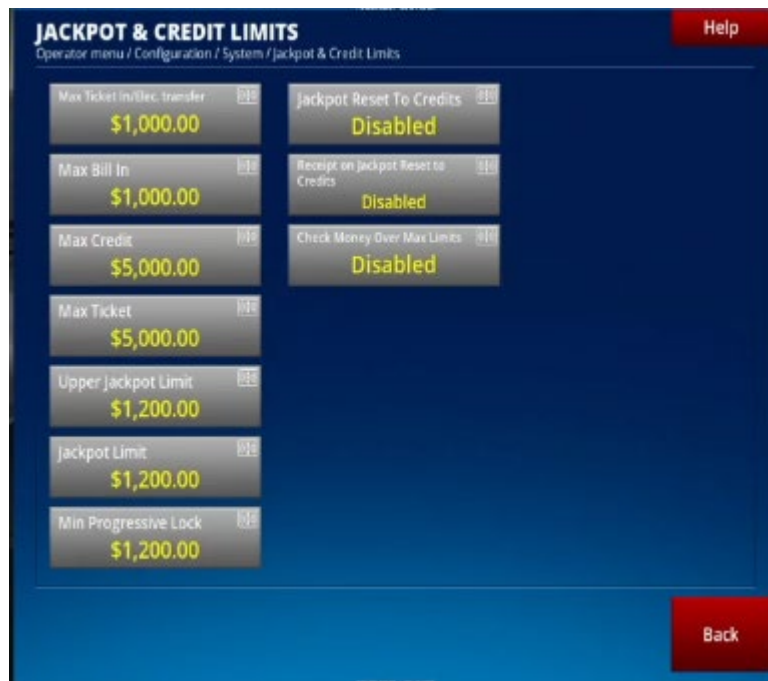 JACKPOT & CREDIT LIMITS
Operator menu / Configuration / System / Jackpot & Credit Limits
Help
Max Ticket In/Elec. transfer
$1,000.00
Max Bill In
$1,000.00
Max Credit
$5,000.00
Max Ticket
$5,000.00
Upper Jackpot Limit
$1,200.00
Jackpot Limit
$1,200.00
Min Progressive Lock
$1,200.00
Jackpot Reset To Credits
Disabled
Receipt on Jackpot Reset to
Credits
Disabled
Check Money Over Max Limits
Disabled
Back